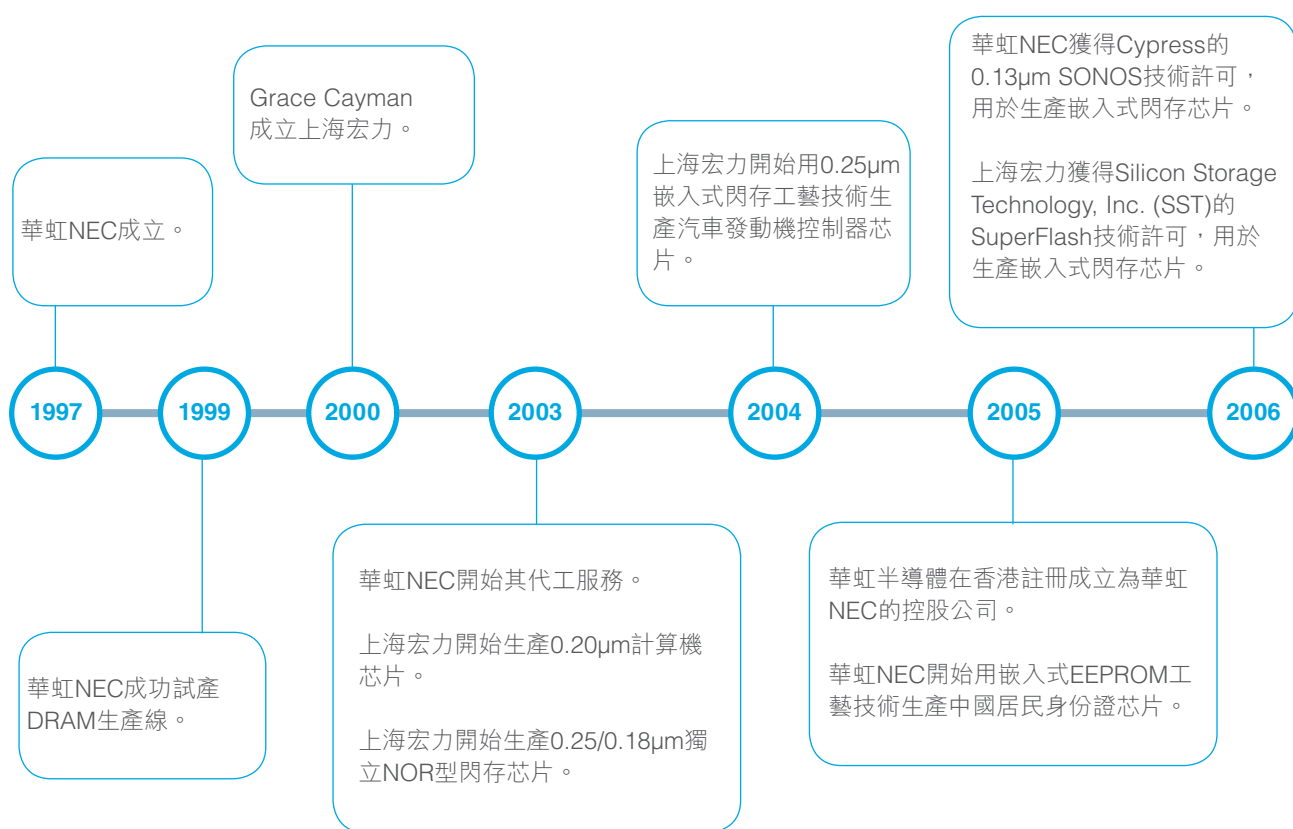 華虹NEC成立。
Grace Cayman
成立上海宏力。
上海宏力開始用0.25µm
嵌入式閃存工藝技術生
產汽車發動機控制器芯
片。
華虹NEC獲得Cypress的
0.13µm SONOS技術許可，
用於生產嵌入式閃存芯片。
上海宏力獲得Silicon Storage
Technology, Inc. (SST)的
SuperFlash技術許可，用於
生產嵌入式閃存芯片。
1997
1999
2000
2003
2004
2005
2006
華虹NEC成功試產
DRAM生產線。
華虹NEC開始其代工服務。
上海宏力開始生產0.20µm計算機
芯片。
上海宏力開始生產0.25/0.18µm獨
立NOR型閃存芯片。
華虹半導體在香港註冊成立為華虹
NEC的控股公司。
華虹NEC開始用嵌入式EEPROM工
藝技術生產中國居民身份證芯片。